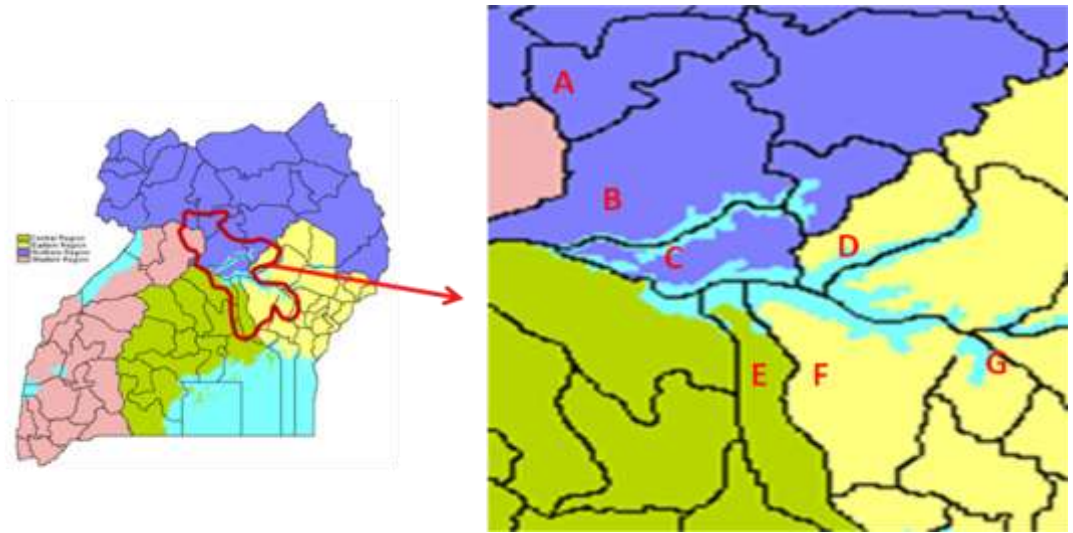 Central Region
Eastern Region
Northern Region
Western Region
A
B
C
D
E
F
G